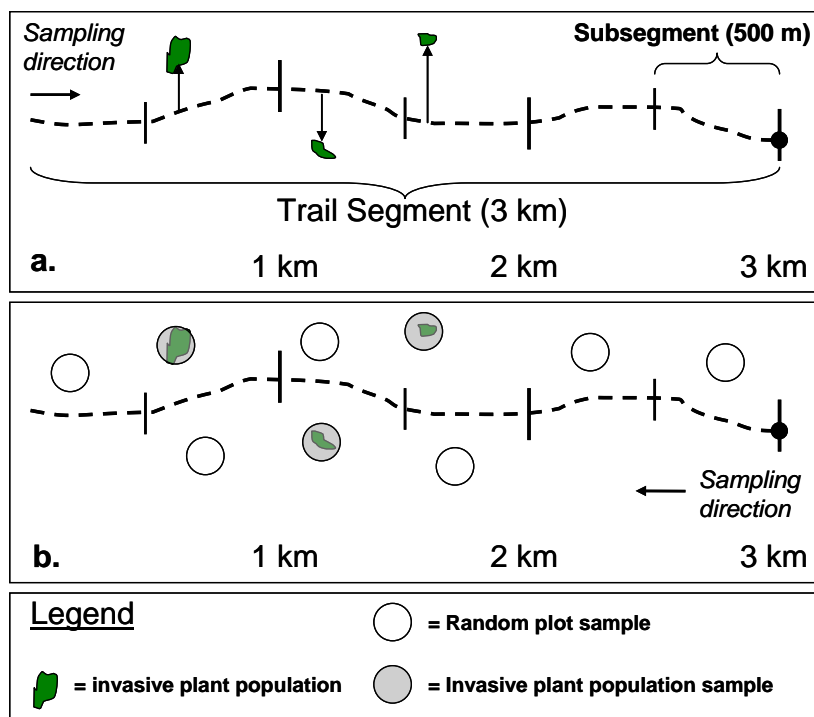 Sampling
direction
Subsegment (500 m)
Trail Segment (3 km)
a.
1 km
2 km
3 km
Sampling
direction
b.
1 km
2 km
3 km
Legend
= Random plot sample
= invasive plant population
= Invasive plant population sample